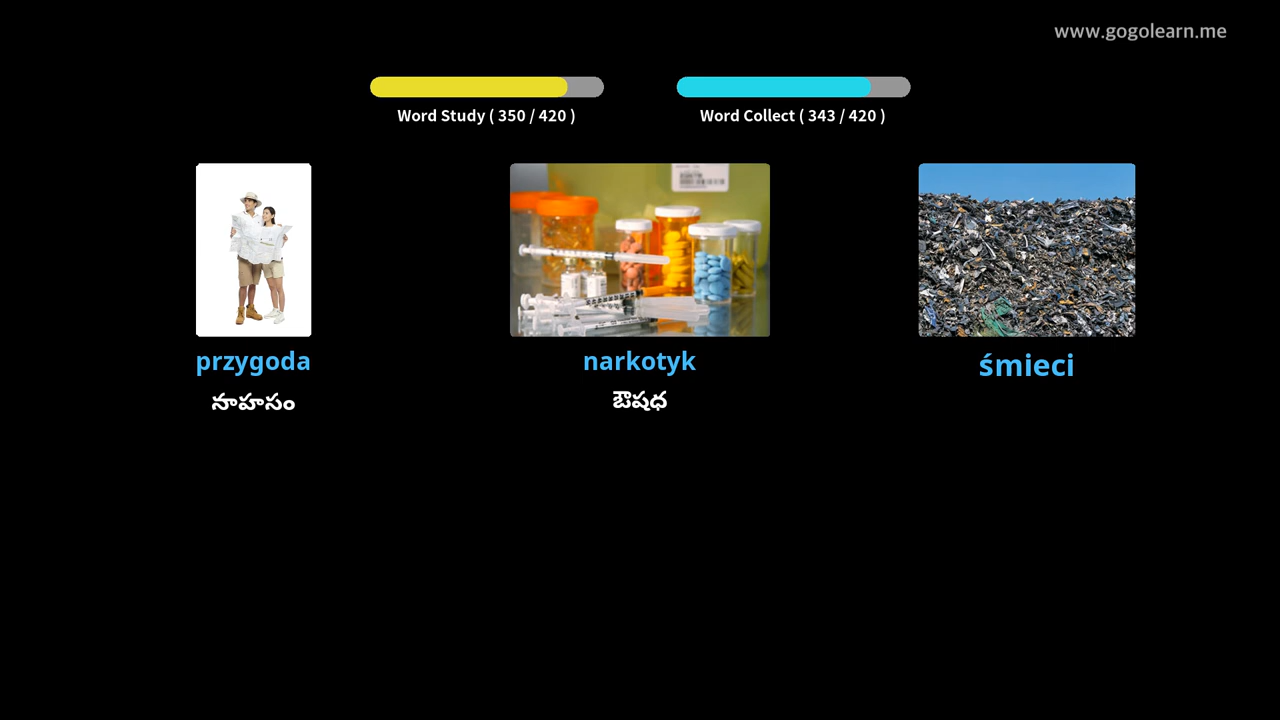 www.gogolearn.me
Word Study ( 350 / 420 )
Word Collect ( 343 / 420 )
przygoda
narkotyk
śmieci
సాహసం
ఔషధ